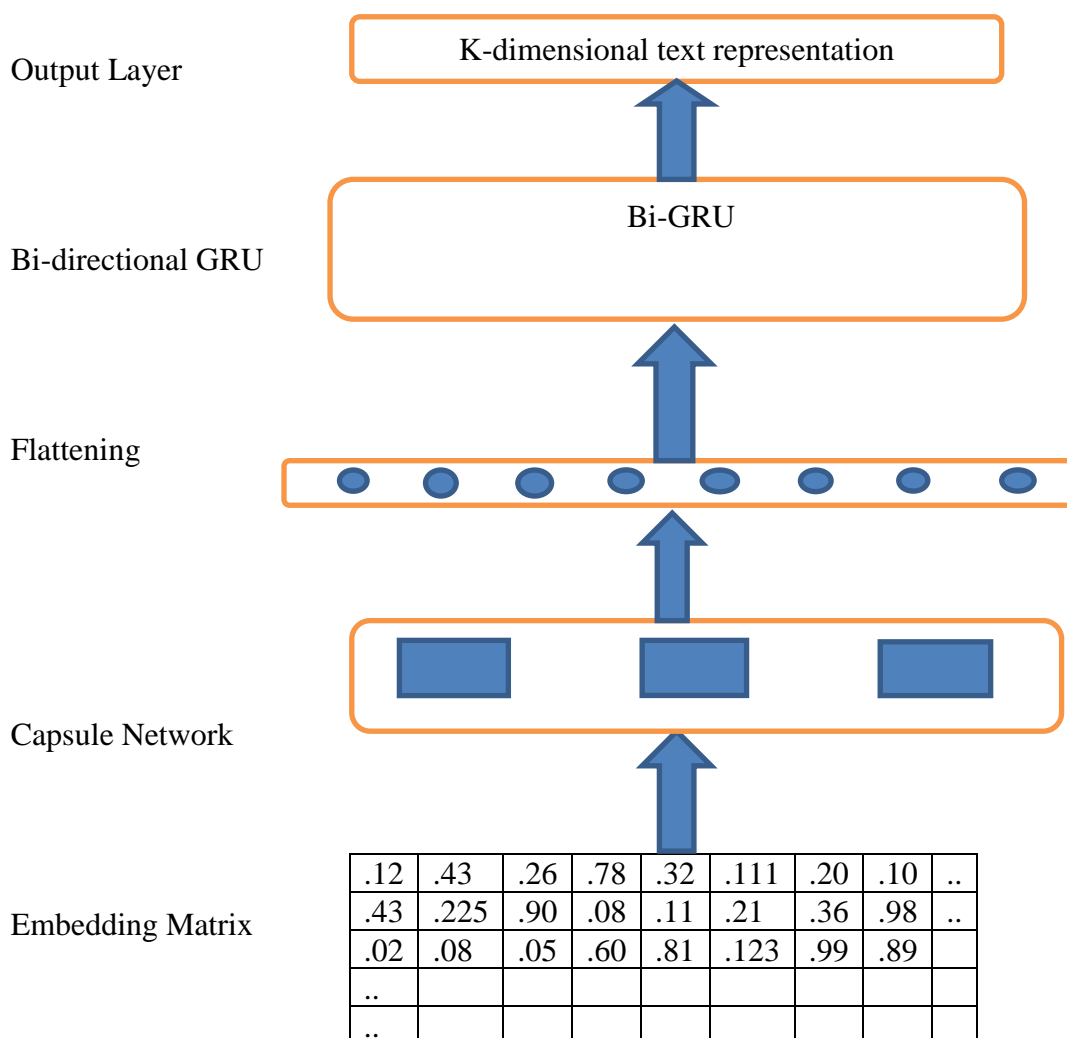 K-dimensional text representation
Output Layer
Bi-GRU
Bi-directional GRU
Flattening
Capsule Network
Embedding Matrix
.12 .43 .26 .78 .32 .111 .20 .10 ..
.43 .225 .90 .08 .11 .21 .36 .98 ..
.02 .08 .05 .60 .81 .123 .99 .89
..
..